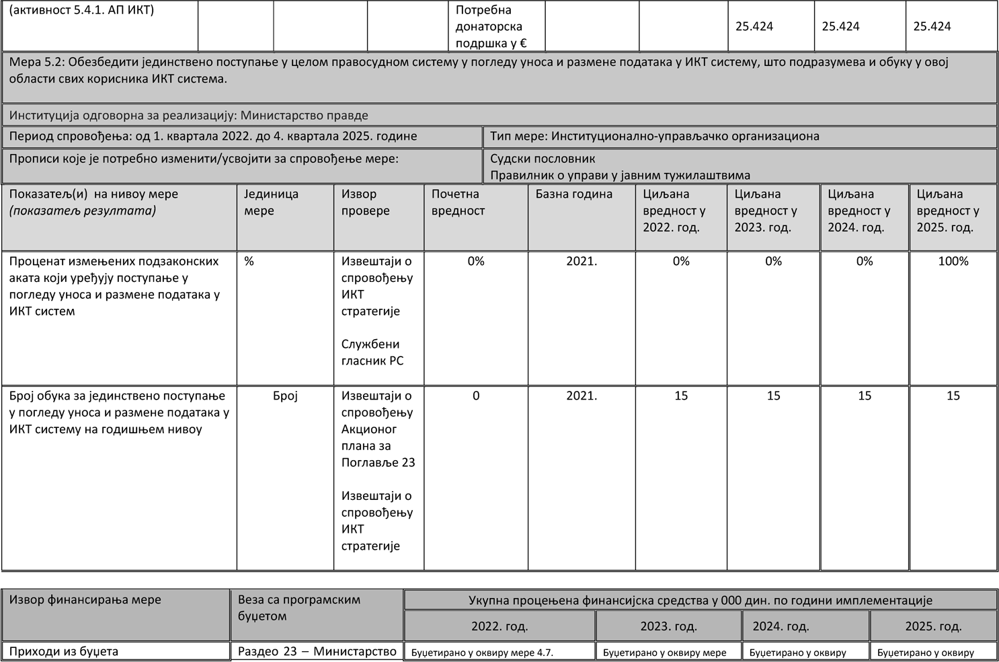 (активност 5.4.1. АП ИКТ)
Потребна
донаторска
подршка у €
25.424
25.424
25.424
Мера 5.2: Обезбедити јединствено поступање у целом правосудном систему у погледу уноса и размене података у ИКТ систему, што подразумева и обуку у овој
области свих корисника ИКТ система.
Институција одговорна за реализацију: Министарство правде
Период спровођења: од 1. квартала 2022. до 4. квартала 2025. године
Тип мере: Институционално-управљачко организациона
Прописи које је потребно изменити/усвојити за спровођење мере:
Судски пословник
Правилник о управи у јавним тужилаштвима
Показатељ(и) на нивоу мере
(показатељ резултата)
Јединица
мере
Извор
провере
Почетна
вредност
Базна година
Циљана
вредност у
2022. год.
Циљана
вредност у
2023. год.
Циљана
вредност у
2024. год.
Циљана
вредност у
2025. год.
Проценат измењених подзаконских
аката који уређују поступање у
погледу уноса и размене података у
ИКТ систем
%
Извештаји о
спровођењу
ИКТ
стратегије
Службени
гласник РС
0%
2021.
0%
0%
0%
100%
Број обука за јединствено поступање
у погледу уноса и размене података у
ИКТ систему на годишњем нивоу
Број
Извештаји о
спровођењу
Акционог
плана за
Поглавље 23
Извештаји о
спровођењу
ИКТ
стратегије
0
2021.
15
15
15
15
Извор финансирања мере
Веза са програмским
буџетом
Укупна процењена финансијска средства у 000 дин. по години имплементације
2022. год.
2023. год.
2024. год.
2025. год.
Приходи из буџета
Раздео 23 – Министарство
Буџетирано у оквиру мере 4.7.
Буџетирано у оквиру мере
Буџетирано у оквиру
Буџетирано у оквиру